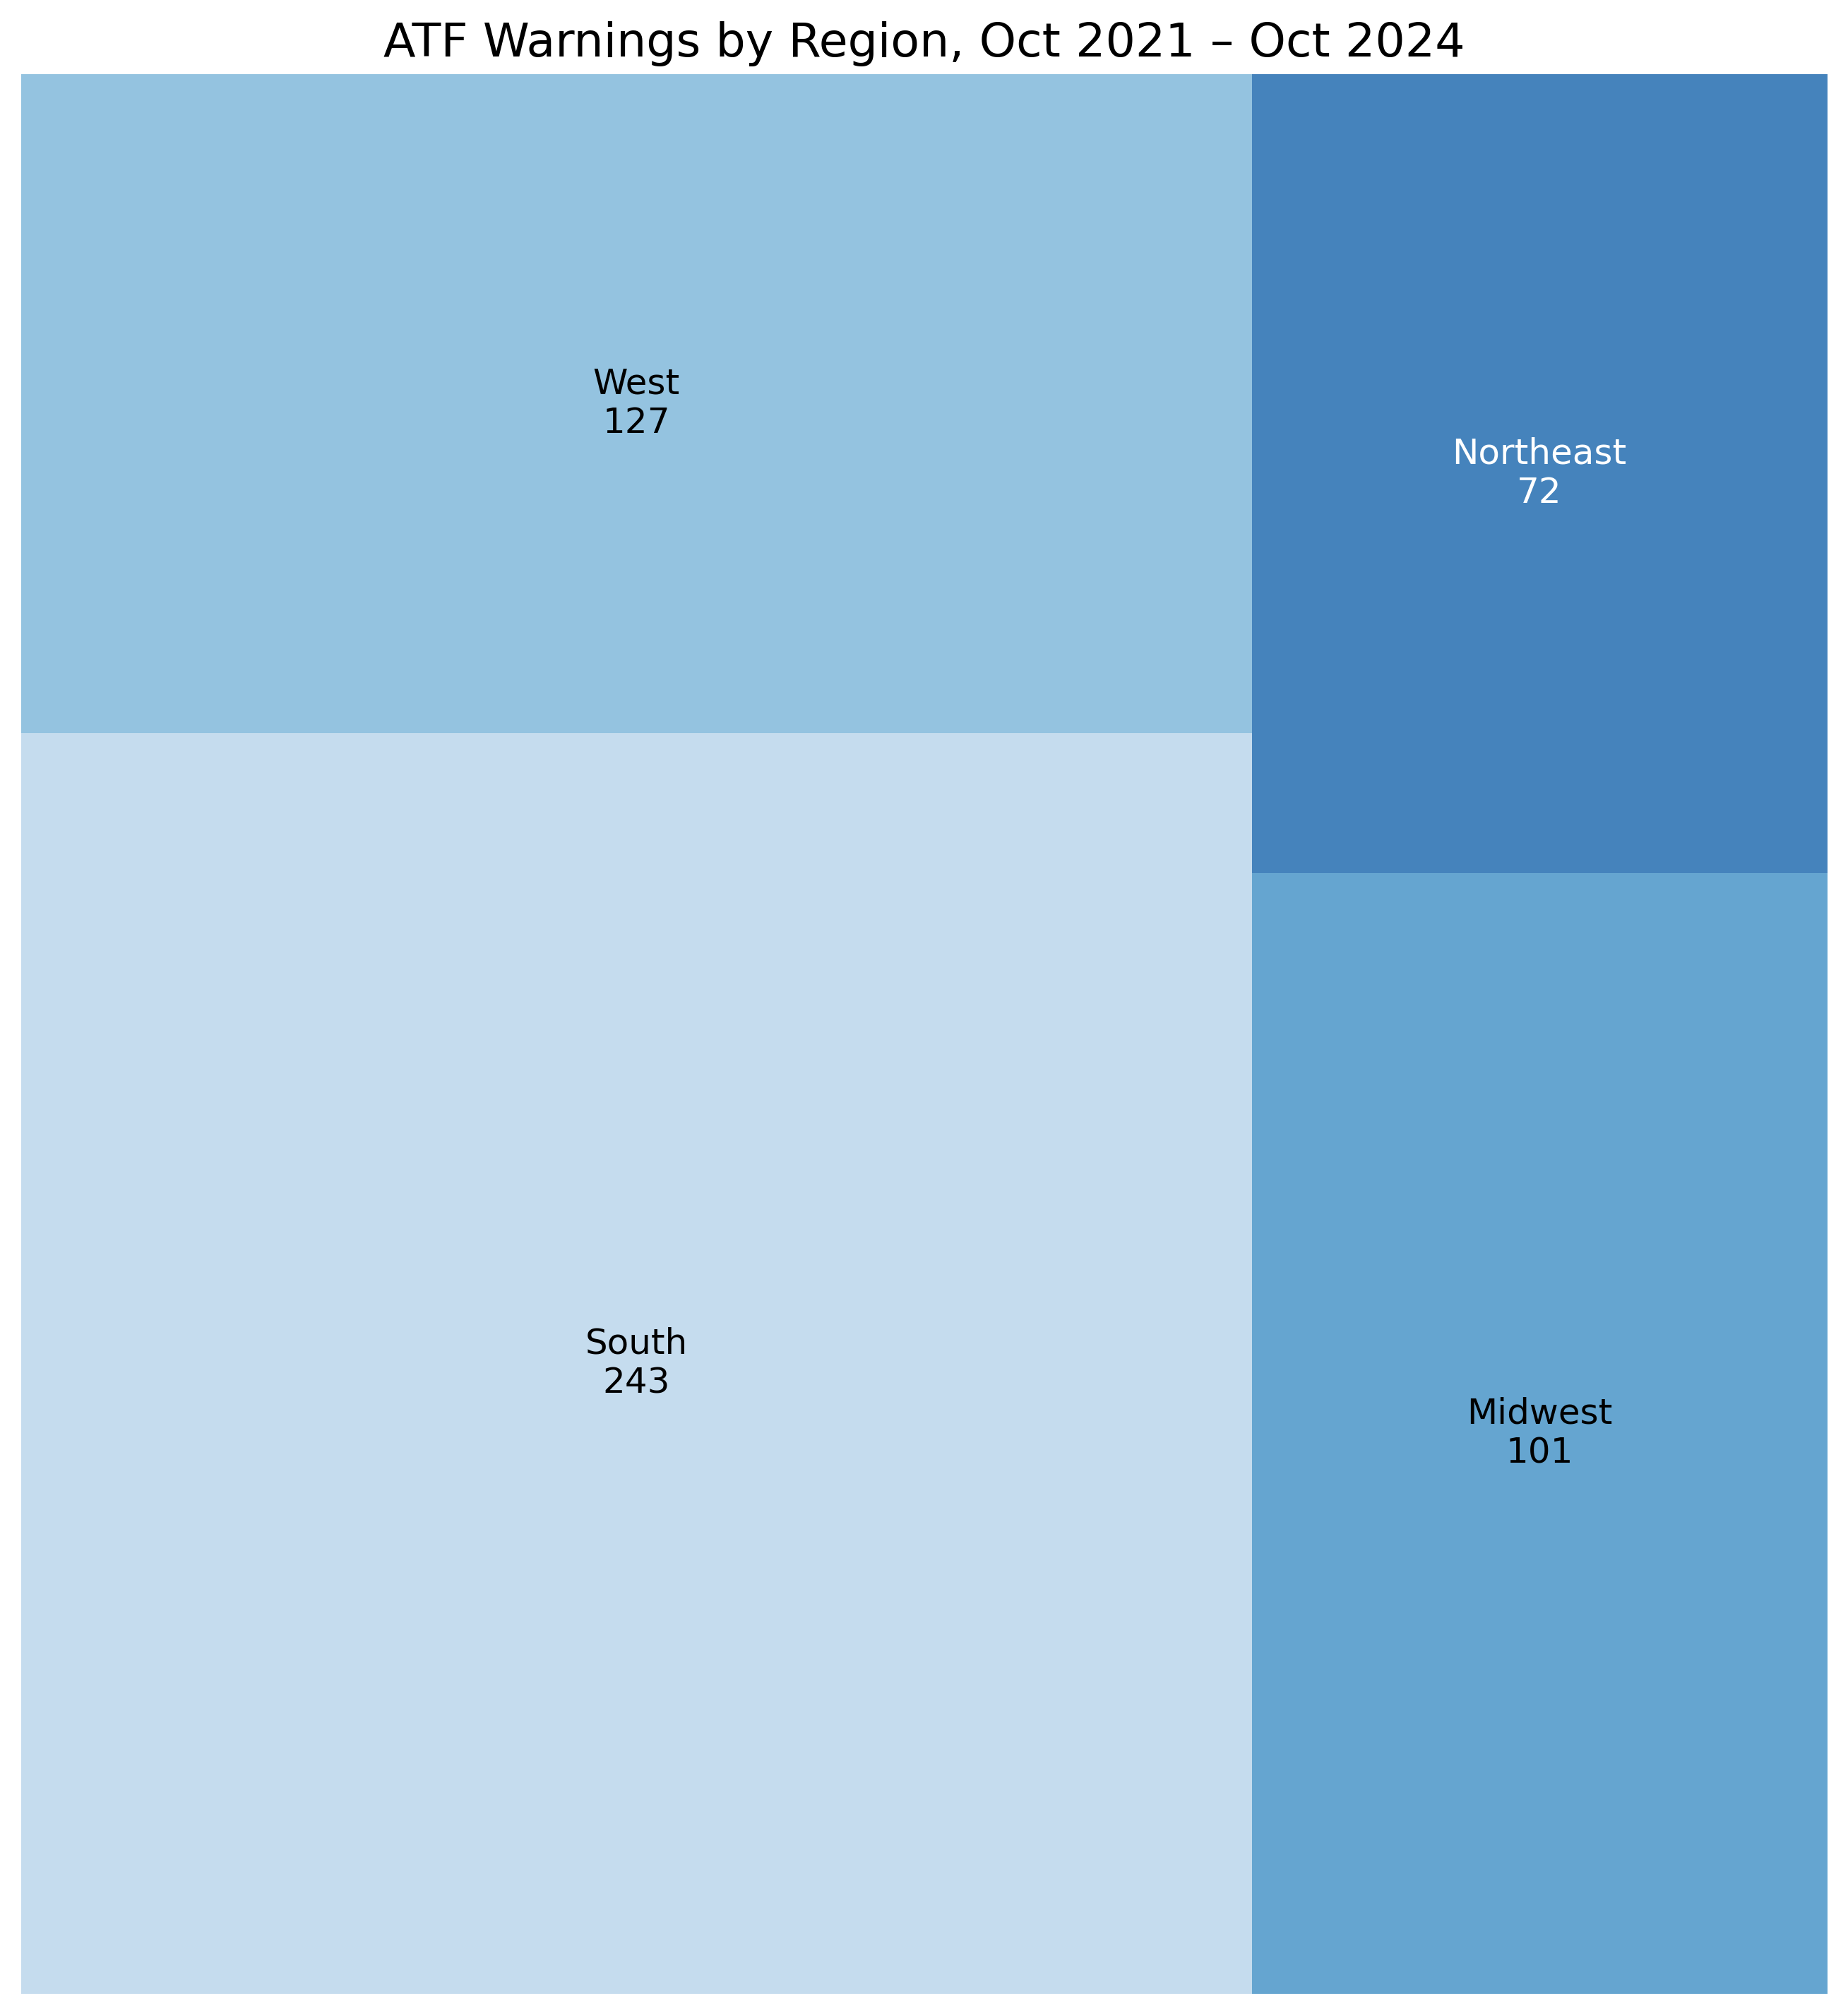 ATF Warnings by Region, Oct 2021 – Oct 2024
West
127
Northeast
72
South
243
Midwest
101